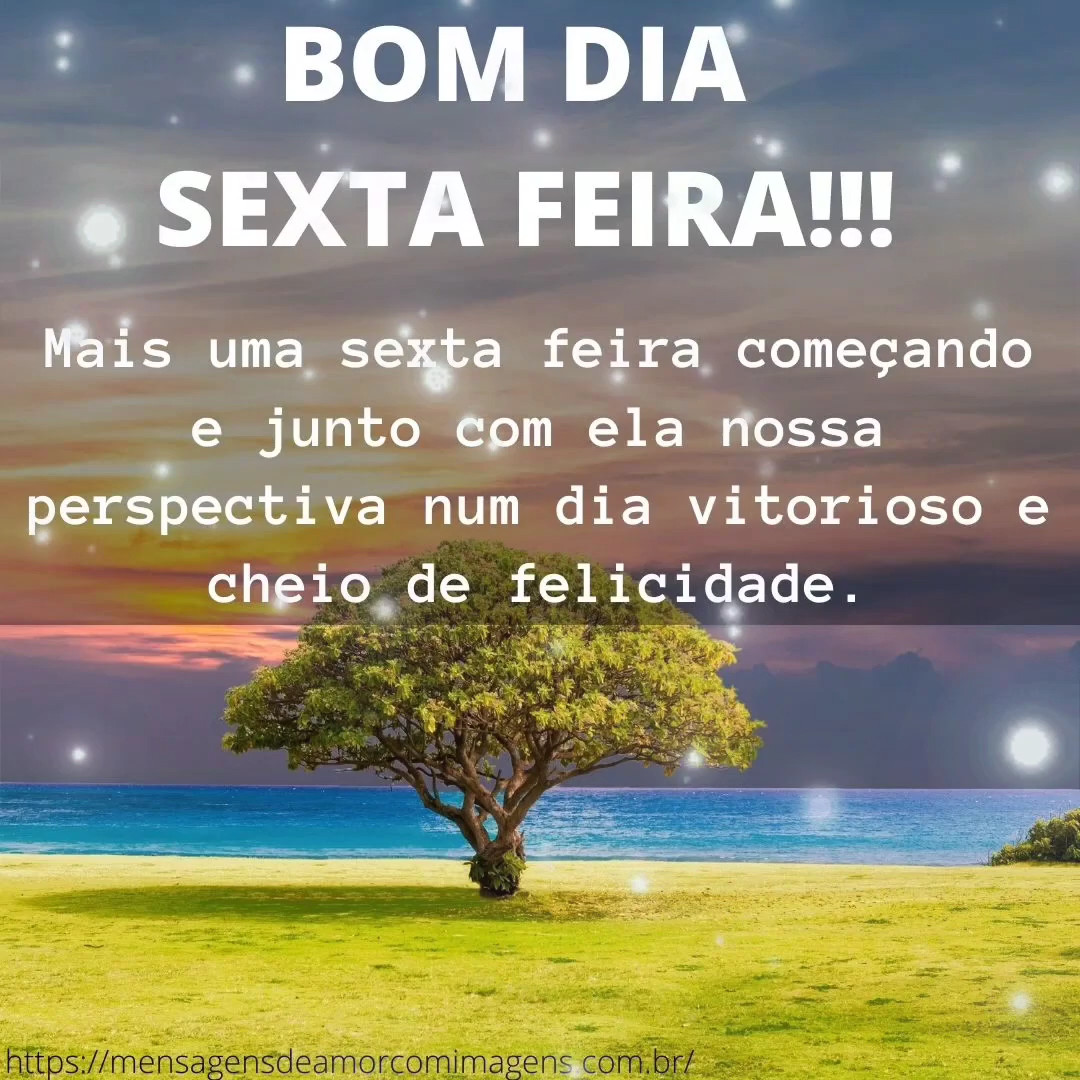 BOM DIA
SEXTA FEIRA!!!
Mais uma sexta feira começando
e junto com ela nossa
perspectiva num dia vitorioso e
cheio de felicidade.
https://mensagensdeamorcomimagens.com.br/